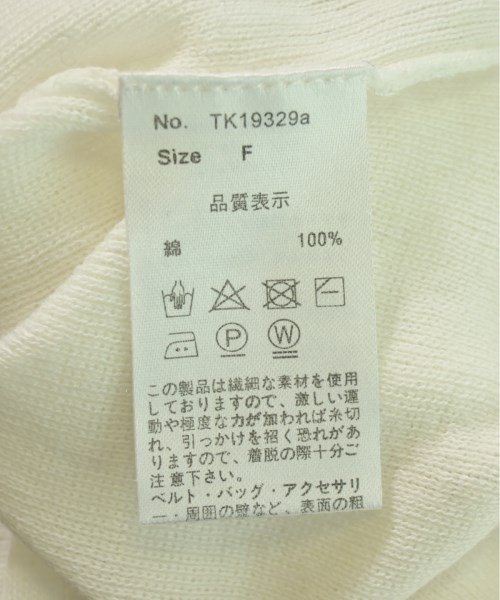 No. TK19329a
Size F
品質表示
綿 100%
P W
この製品は繊細な素材を使用
しておりますので、激しい運
動や極度な力が加われば糸切
れ、引っかけを招く恐れがあ
りますので、着脱の際十分ご
注意下さい。
ベルト・バッグ・アクセサリ
ー・周囲の壁など、表面の粗